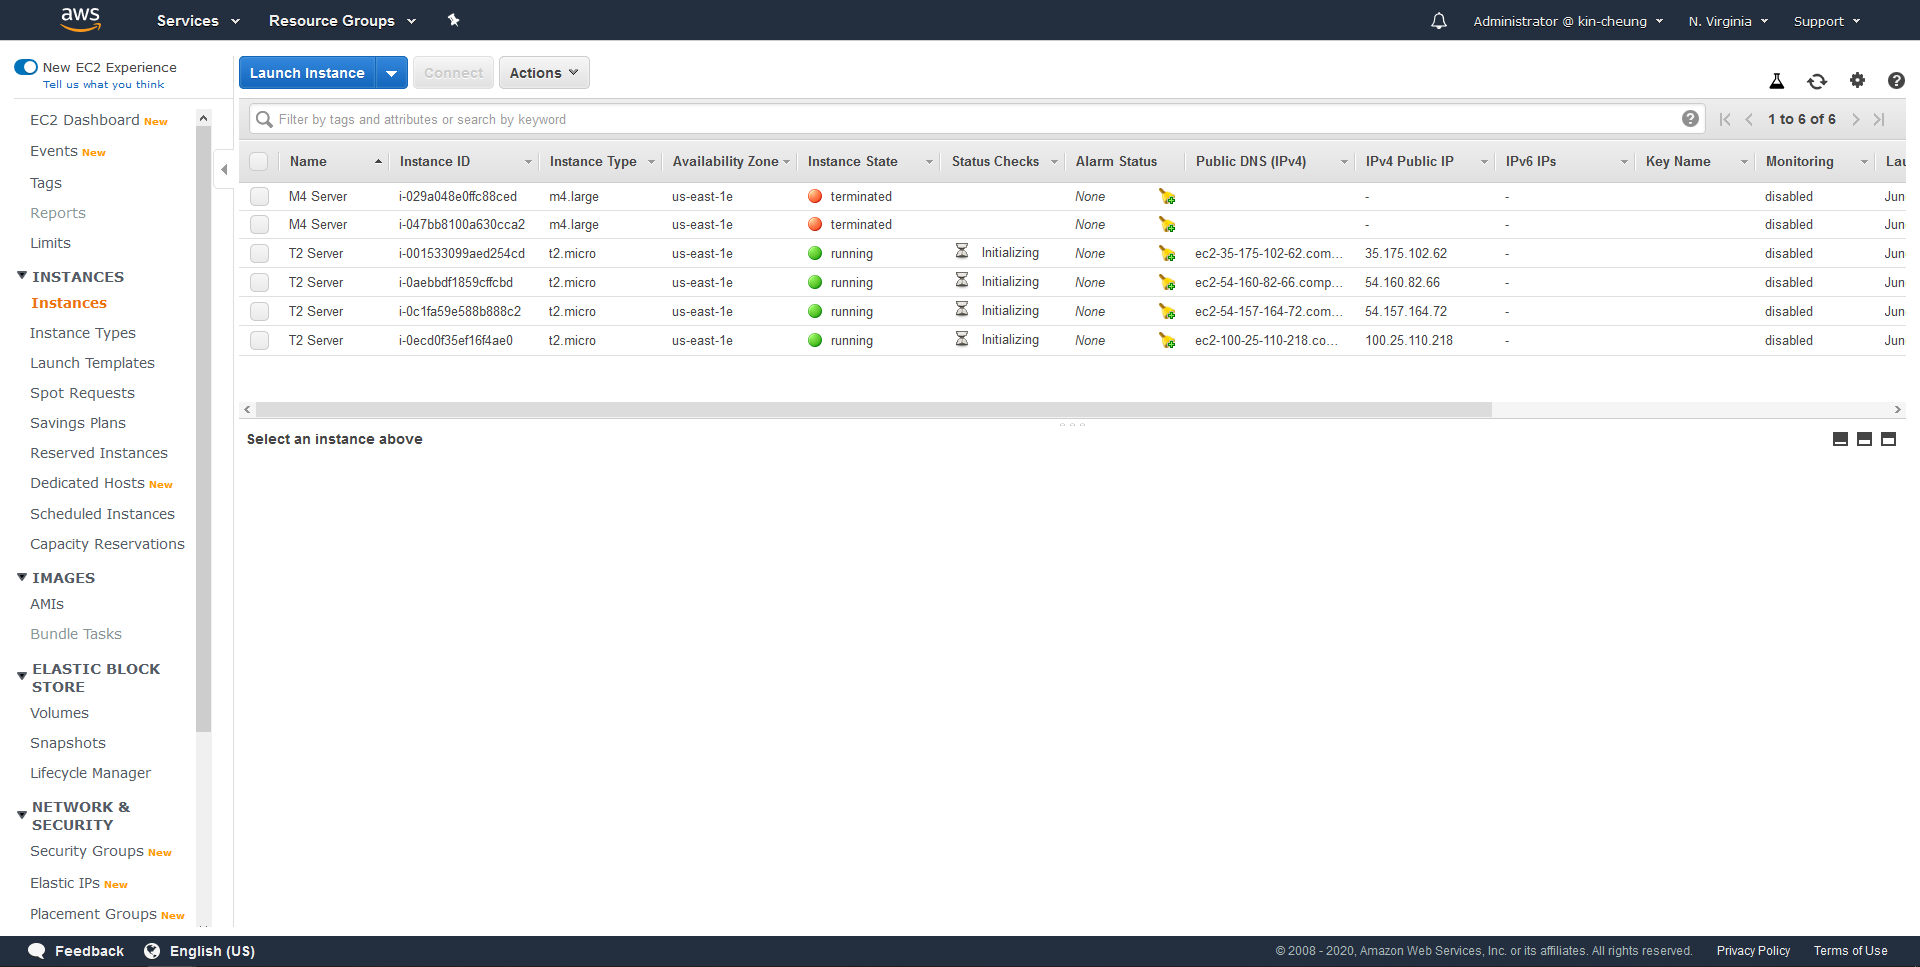 aws Services Resource Groups Administrator @ kin-cheung N. Virginia Support
New EC2 Experience
Tell us what you think
EC2 Dashboard New
Events New
Tags
Reports
Limits
INSTANCES
Instances
Instance Types
Launch Templates
Spot Requests
Savings Plans
Reserved Instances
Dedicated Hosts New
Scheduled Instances
Capacity Reservations
IMAGES
AMIs
Bundle Tasks
ELASTIC BLOCK
STORE
Volumes
Snapshots
Lifecycle Manager
NETWORK &
SECURITY
Security Groups New
Elastic IPs New
Placement Groups New
Launch Instance Connect Actions
Filter by tags and attributes or search by keyword 1 to 6 of 6
Name Instance ID Instance Type Availability Zone Instance State Status Checks Alarm Status Public DNS (IPv4) IPv4 Public IP IPv6 IPs Key Name Monitoring Lau
M4 Server i-029a048e0ffc88ced m4.large us-east-1e terminated None - - disabled Jun
M4 Server i-047bb8100a630cca2 m4.large us-east-1e terminated None - - disabled Jun
T2 Server i-001533099aed254cd t2.micro us-east-1e running Initializing None ec2-35-175-102-62.com... 35.175.102.62 - disabled Jun
T2 Server i-0aebbdf1859cffcbd t2.micro us-east-1e running Initializing None ec2-54-160-82-66.comp... 54.160.82.66 - disabled Jun
T2 Server i-0c1fa59e588b888c2 t2.micro us-east-1e running Initializing None ec2-54-157-164-72.com... 54.157.164.72 - disabled Jun
T2 Server i-0ecd0f35ef16f4ae0 t2.micro us-east-1e running Initializing None ec2-100-25-110-218.co... 100.25.110.218 - disabled Jun
Select an instance above
Feedback English (US) © 2008 - 2020, Amazon Web Services, Inc. or its affiliates. All rights reserved. Privacy Policy Terms of Use